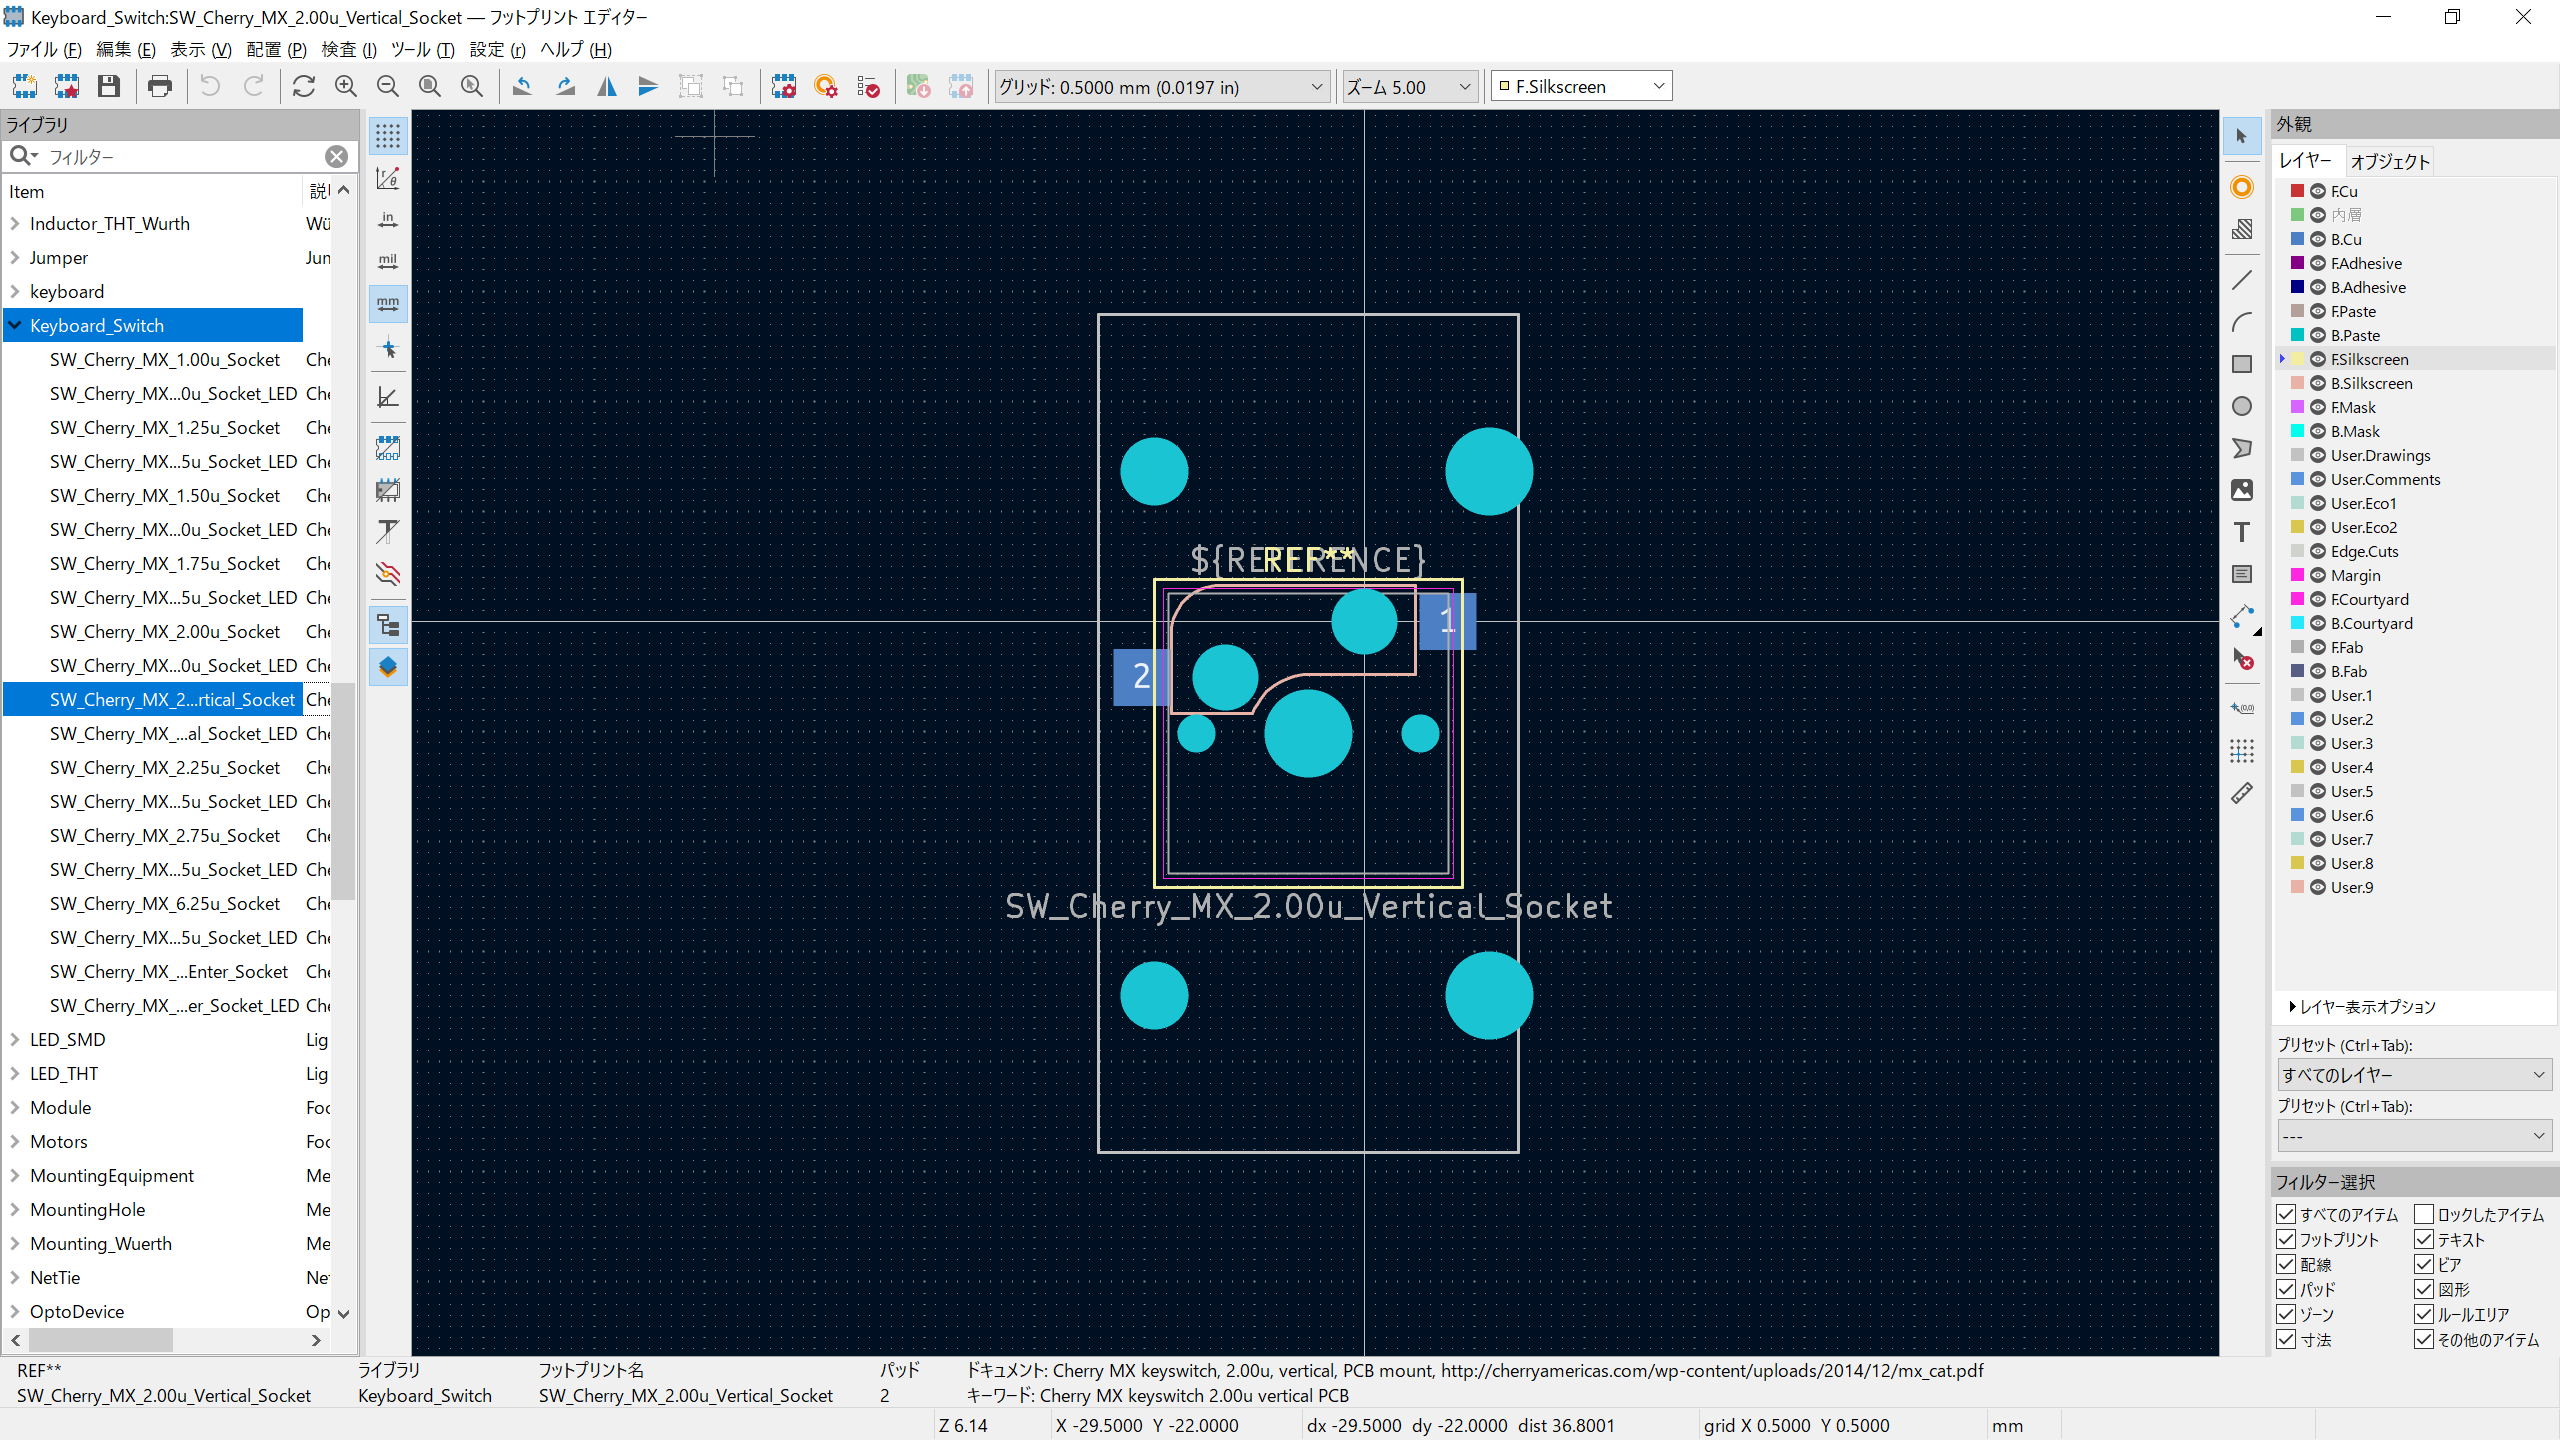 Keyboard_Switch:SW_Cherry_MX_2.00u_Vertical_Socket — フットプリント エディター
ファイル (F) 編集 (E) 表示 (V) 配置 (P) 検査 (I) ツール (T) 設定 (r) ヘルプ (H)
グリッド: 0.5000 mm (0.0197 in) ズーム 5.00 F.Silkscreen
ライブラリ
フィルター
Item 説
Inductor_THT_Wurth Wü
Jumper Jun
keyboard
Keyboard_Switch
SW_Cherry_MX_1.00u_Socket Che
SW_Cherry_MX...0u_Socket_LED Che
SW_Cherry_MX_1.25u_Socket Che
SW_Cherry_MX...5u_Socket_LED Che
SW_Cherry_MX_1.50u_Socket Che
SW_Cherry_MX...0u_Socket_LED Che
SW_Cherry_MX_1.75u_Socket Che
SW_Cherry_MX...5u_Socket_LED Che
SW_Cherry_MX_2.00u_Socket Che
SW_Cherry_MX...0u_Socket_LED Che
SW_Cherry_MX_2...rtical_Socket Che
SW_Cherry_MX_...al_Socket_LED Che
SW_Cherry_MX_2.25u_Socket Che
SW_Cherry_MX...5u_Socket_LED Che
SW_Cherry_MX_2.75u_Socket Che
SW_Cherry_MX...5u_Socket_LED Che
SW_Cherry_MX_6.25u_Socket Che
SW_Cherry_MX...5u_Socket_LED Che
SW_Cherry_MX_...Enter_Socket Che
SW_Cherry_MX_...er_Socket_LED Che
LED_SMD Lig
LED_THT Lig
Module Foo
Motors Foo
MountingEquipment Me
MountingHole Me
Mounting_Wuerth Me
NetTie Ne
OptoDevice Op
in
mil
mm
${REFERENCE}
REF**
1
2
SW_Cherry_MX_2.00u_Vertical_Socket
(0,0)
外観
レイヤー オブジェクト
F.Cu
内層
B.Cu
F.Adhesive
B.Adhesive
F.Paste
B.Paste
F.Silkscreen
B.Silkscreen
F.Mask
B.Mask
User.Drawings
User.Comments
User.Eco1
User.Eco2
Edge.Cuts
Margin
F.Courtyard
B.Courtyard
F.Fab
B.Fab
User.1
User.2
User.3
User.4
User.5
User.6
User.7
User.8
User.9
レイヤー表示オプション
プリセット (Ctrl+Tab):
すべてのレイヤー
プリセット (Ctrl+Tab):
---
フィルター選択
すべてのアイテム ロックしたアイテム
フットプリント テキスト
配線 ビア
パッド 図形
ゾーン ルールエリア
寸法 その他のアイテム
REF** ライブラリ フットプリント名 パッド ドキュメント: Cherry MX keyswitch, 2.00u, vertical, PCB mount, http://cherryamericas.com/wp-content/uploads/2014/12/mx_cat.pdf
SW_Cherry_MX_2.00u_Vertical_Socket Keyboard_Switch SW_Cherry_MX_2.00u_Vertical_Socket 2 キーワード: Cherry MX keyswitch 2.00u vertical PCB
Z 6.14 X -29.5000 Y -22.0000 dx -29.5000 dy -22.0000 dist 36.8001 grid X 0.5000 Y 0.5000 mm